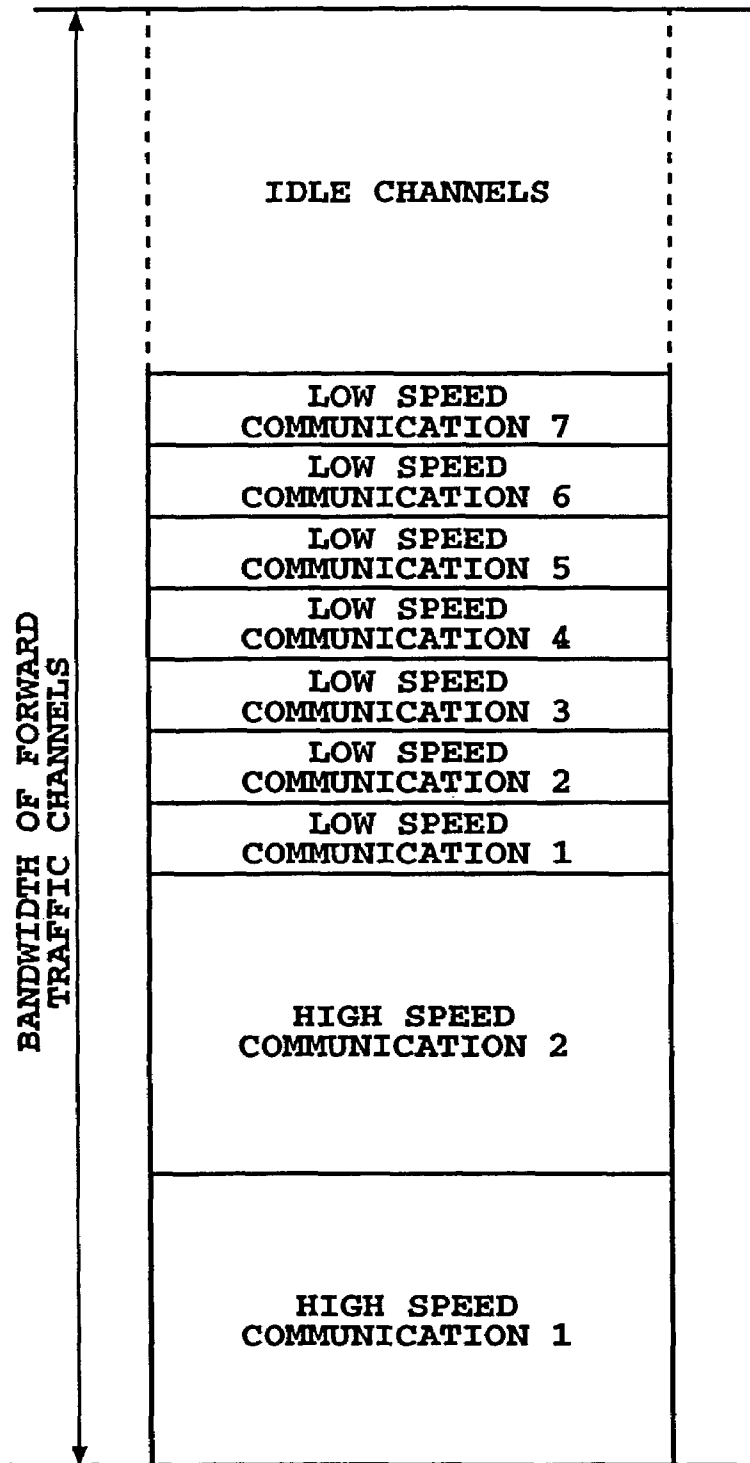 IDLE CHANNELS
LOW SPEED
COMMUNICATION 7
LOW SPEED
COMMUNICATION 6
LOW SPEED
COMMUNICATION 5
LOW SPEED
COMMUNICATION 4
LOW SPEED
COMMUNICATION 3
LOW SPEED
COMMUNICATION 2
LOW SPEED
COMMUNICATION 1
HIGH SPEED
COMMUNICATION 2
HIGH SPEED
COMMUNICATION 1
BANDWIDTH OF FORWARD
TRAFFIC CHANNELS